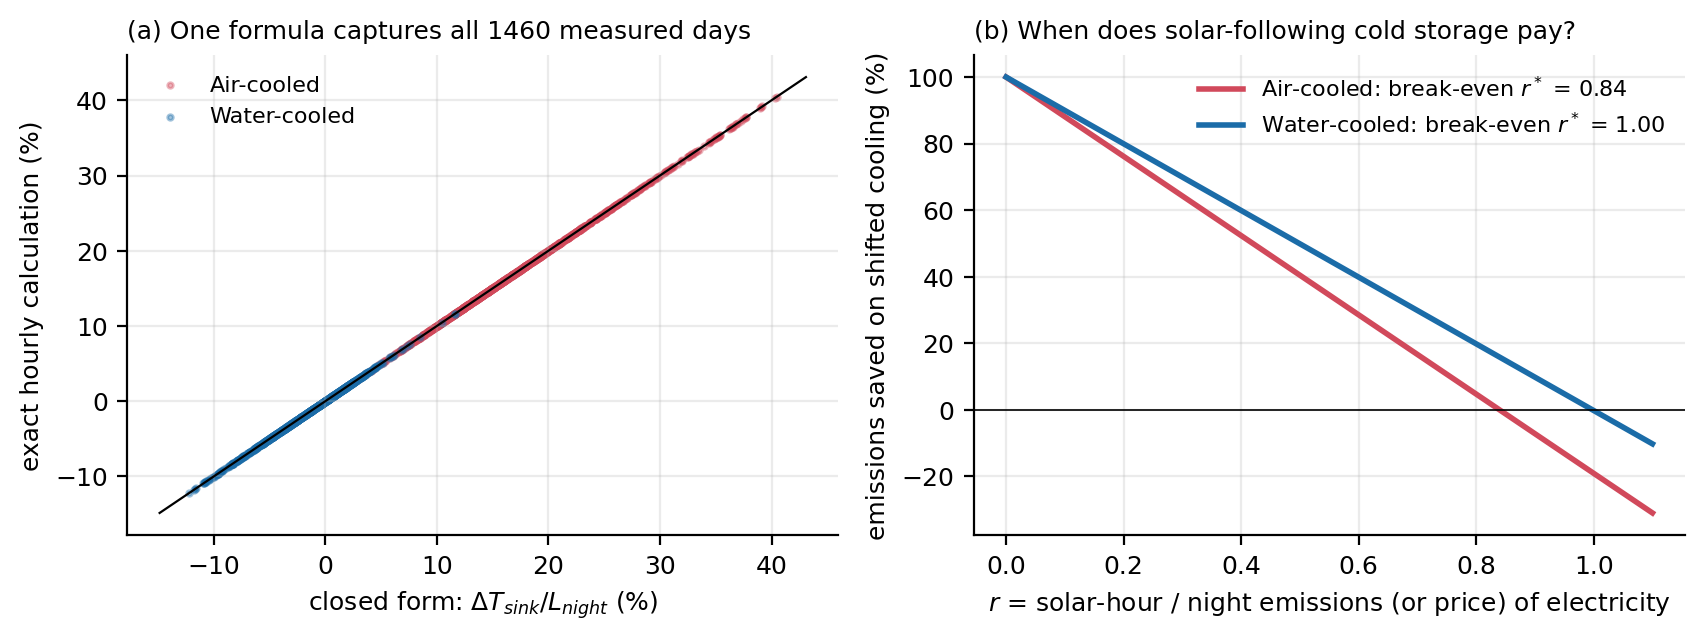 (a) One formula captures all 1460 measured days
exact hourly calculation (%)
40
30
20
10
0
−10
Air-cooled
Water-cooled
−10 0 10 20 30 40
closed form: ΔT_sink/L_night (%)
(b) When does solar-following cold storage pay?
emissions saved on shifted cooling (%)
100
80
60
40
20
0
−20
Air-cooled: break-even r* = 0.84
Water-cooled: break-even r* = 1.00
0.0 0.2 0.4 0.6 0.8 1.0
r = solar-hour / night emissions (or price) of electricity